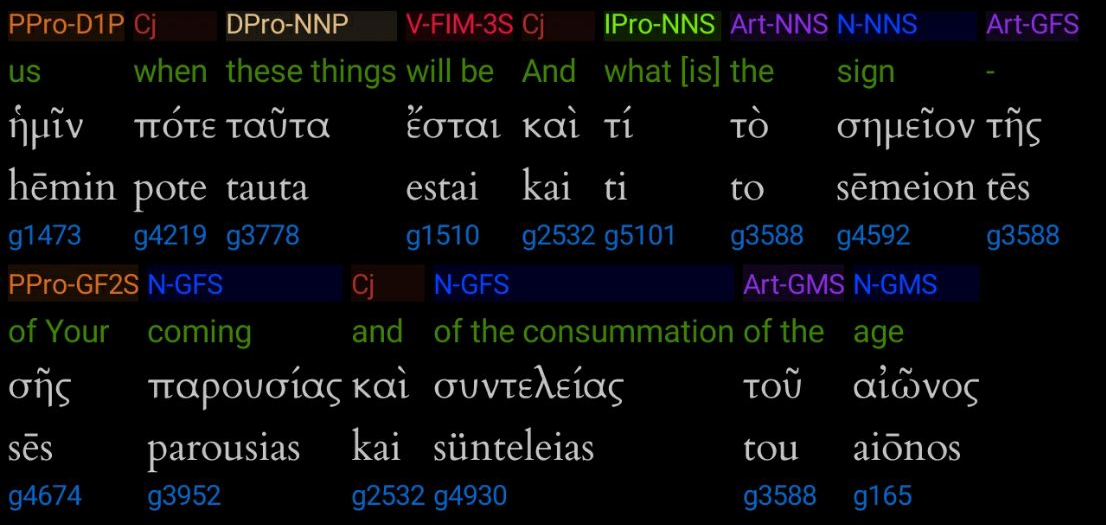 PPro-D1P Cj DPro-NNP V-FIM-3S Cj IPro-NNS Art-NNS N-NNS Art-GFS
us when these things will be And what [is] the sign -
ἡμῖν πότε ταῦτα ἔσται καὶ τί τὸ σημεῖον τῆς
hēmin pote tauta estai kai ti to sēmeion tēs
g1473 g4219 g3778 g1510 g2532 g5101 g3588 g4592 g3588
PPro-GF2S N-GFS Cj N-GFS Art-GMS N-GMS
of Your coming and of the consummation of the age
σῆς παρουσίας καὶ συντελείας τοῦ αἰῶνος
sēs parousias kai sünteleias tou aiōnos
g4674 g3952 g2532 g4930 g3588 g165